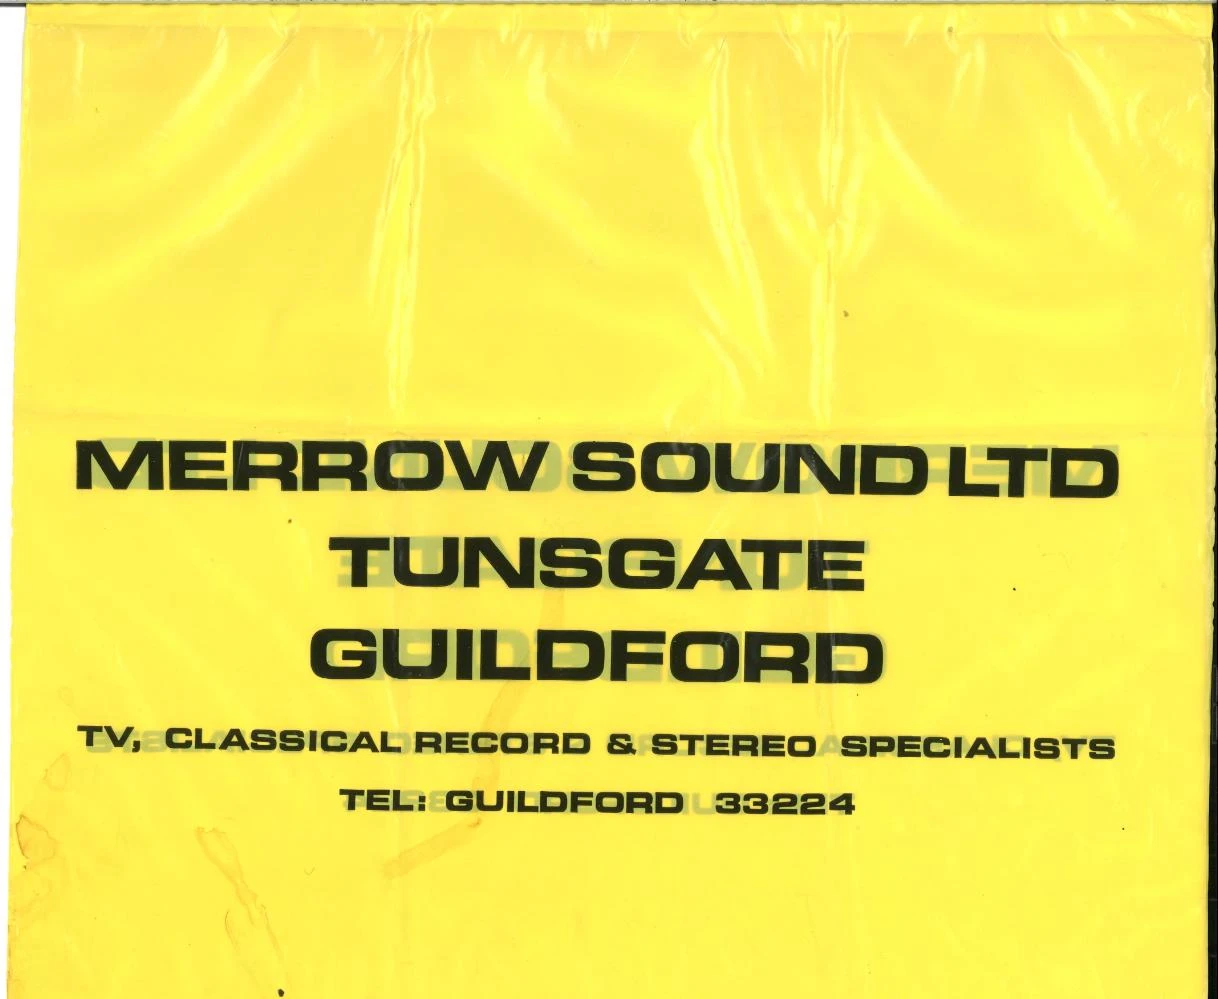 MERROW SOUND LTD
TUNSGATE
GUILDFORD
TV, CLASSICAL RECORD & STEREO SPECIALISTS
TEL: GUILDFORD 33224